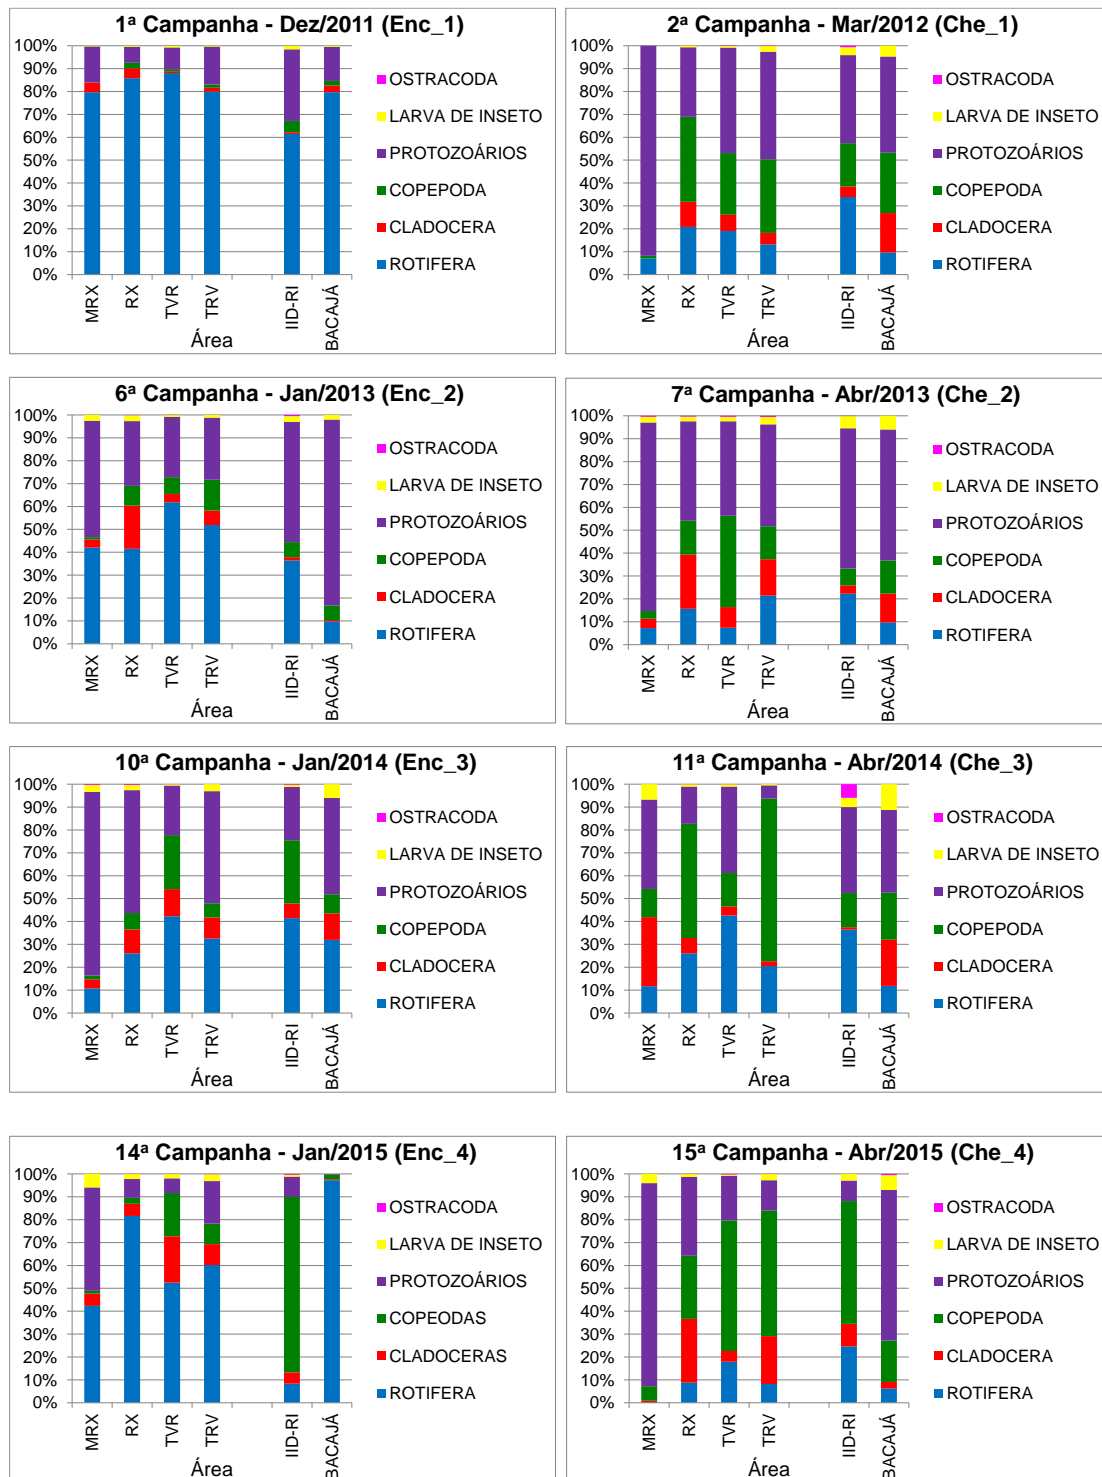 1ª Campanha - Dez/2011 (Enc_1)
100%
90%
80%
70%
60%
50%
40%
30%
20%
10%
0%
MRX
RX
TVR
TRV
IID-RI
BACAJÁ
Área
OSTRACODA
LARVA DE INSETO
PROTOZOÁRIOS
COPEPODA
CLADOCERA
ROTIFERA
2ª Campanha - Mar/2012 (Che_1)
100%
90%
80%
70%
60%
50%
40%
30%
20%
10%
0%
MRX
RX
TVR
TRV
IID-RI
BACAJÁ
Área
OSTRACODA
LARVA DE INSETO
PROTOZOÁRIOS
COPEPODA
CLADOCERA
ROTIFERA
6ª Campanha - Jan/2013 (Enc_2)
100%
90%
80%
70%
60%
50%
40%
30%
20%
10%
0%
MRX
RX
TVR
TRV
IID-RI
BACAJÁ
Área
OSTRACODA
LARVA DE INSETO
PROTOZOÁRIOS
COPEPODA
CLADOCERA
ROTIFERA
7ª Campanha - Abr/2013 (Che_2)
100%
90%
80%
70%
60%
50%
40%
30%
20%
10%
0%
MRX
RX
TVR
TRV
IID-RI
BACAJÁ
Área
OSTRACODA
LARVA DE INSETO
PROTOZOÁRIOS
COPEPODA
CLADOCERA
ROTIFERA
10ª Campanha - Jan/2014 (Enc_3)
100%
90%
80%
70%
60%
50%
40%
30%
20%
10%
0%
MRX
RX
TVR
TRV
IID-RI
BACAJÁ
Área
OSTRACODA
LARVA DE INSETO
PROTOZOÁRIOS
COPEPODA
CLADOCERA
ROTIFERA
11ª Campanha - Abr/2014 (Che_3)
100%
90%
80%
70%
60%
50%
40%
30%
20%
10%
0%
MRX
RX
TVR
TRV
IID-RI
BACAJÁ
Área
OSTRACODA
LARVA DE INSETO
PROTOZOÁRIOS
COPEPODA
CLADOCERA
ROTIFERA
14ª Campanha - Jan/2015 (Enc_4)
100%
90%
80%
70%
60%
50%
40%
30%
20%
10%
0%
MRX
RX
TVR
TRV
IID-RI
BACAJÁ
Área
OSTRACODA
LARVA DE INSETO
PROTOZOÁRIOS
COPEODAS
CLADOCERAS
ROTIFERA
15ª Campanha - Abr/2015 (Che_4)
100%
90%
80%
70%
60%
50%
40%
30%
20%
10%
0%
MRX
RX
TVR
TRV
IID-RI
BACAJÁ
Área
OSTRACODA
LARVA DE INSETO
PROTOZOÁRIOS
COPEPODA
CLADOCERA
ROTIFERA